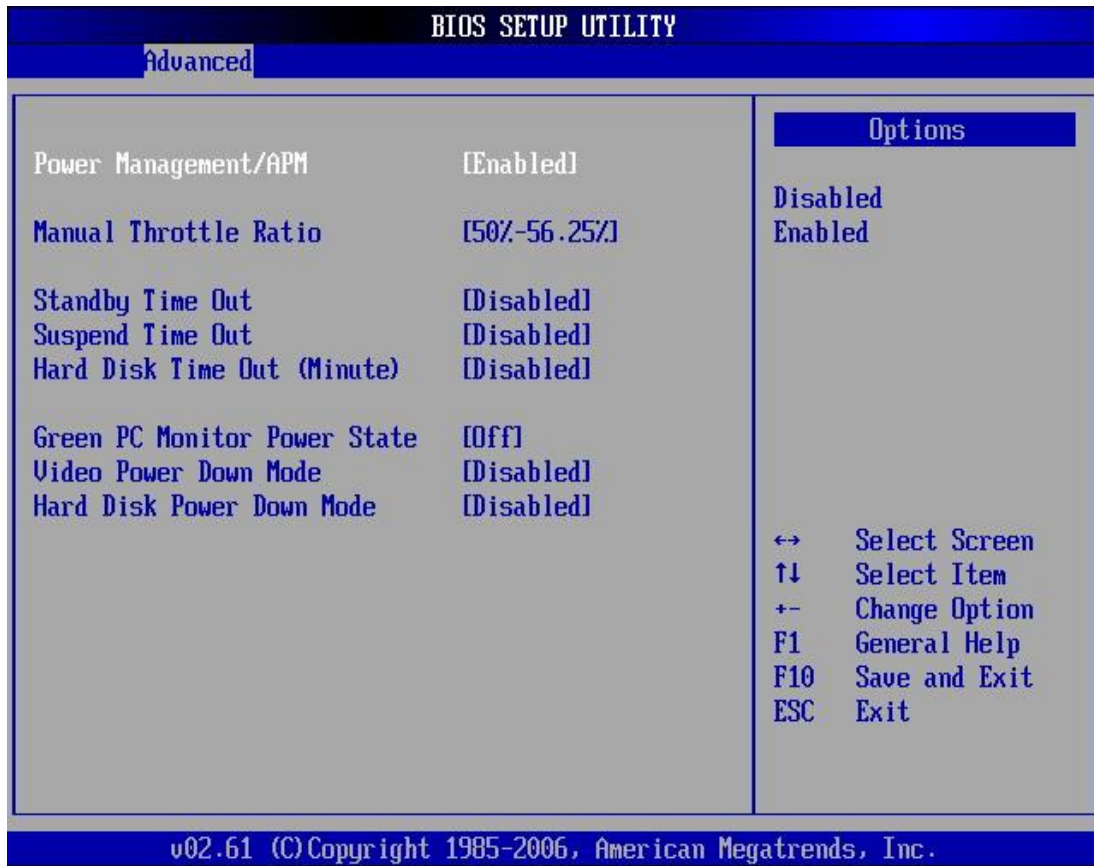 BIOS SETUP UTILITY
Advanced
Power Management/APM [Enabled]
Manual Throttle Ratio [50%-56.25%]
Standby Time Out [Disabled]
Suspend Time Out [Disabled]
Hard Disk Time Out (Minute) [Disabled]
Green PC Monitor Power State [Off]
Video Power Down Mode [Disabled]
Hard Disk Power Down Mode [Disabled]
Options
Disabled
Enabled
←→ Select Screen
↑↓ Select Item
+- Change Option
F1 General Help
F10 Save and Exit
ESC Exit
v02.61 (C)Copyright 1985-2006, American Megatrends, Inc.